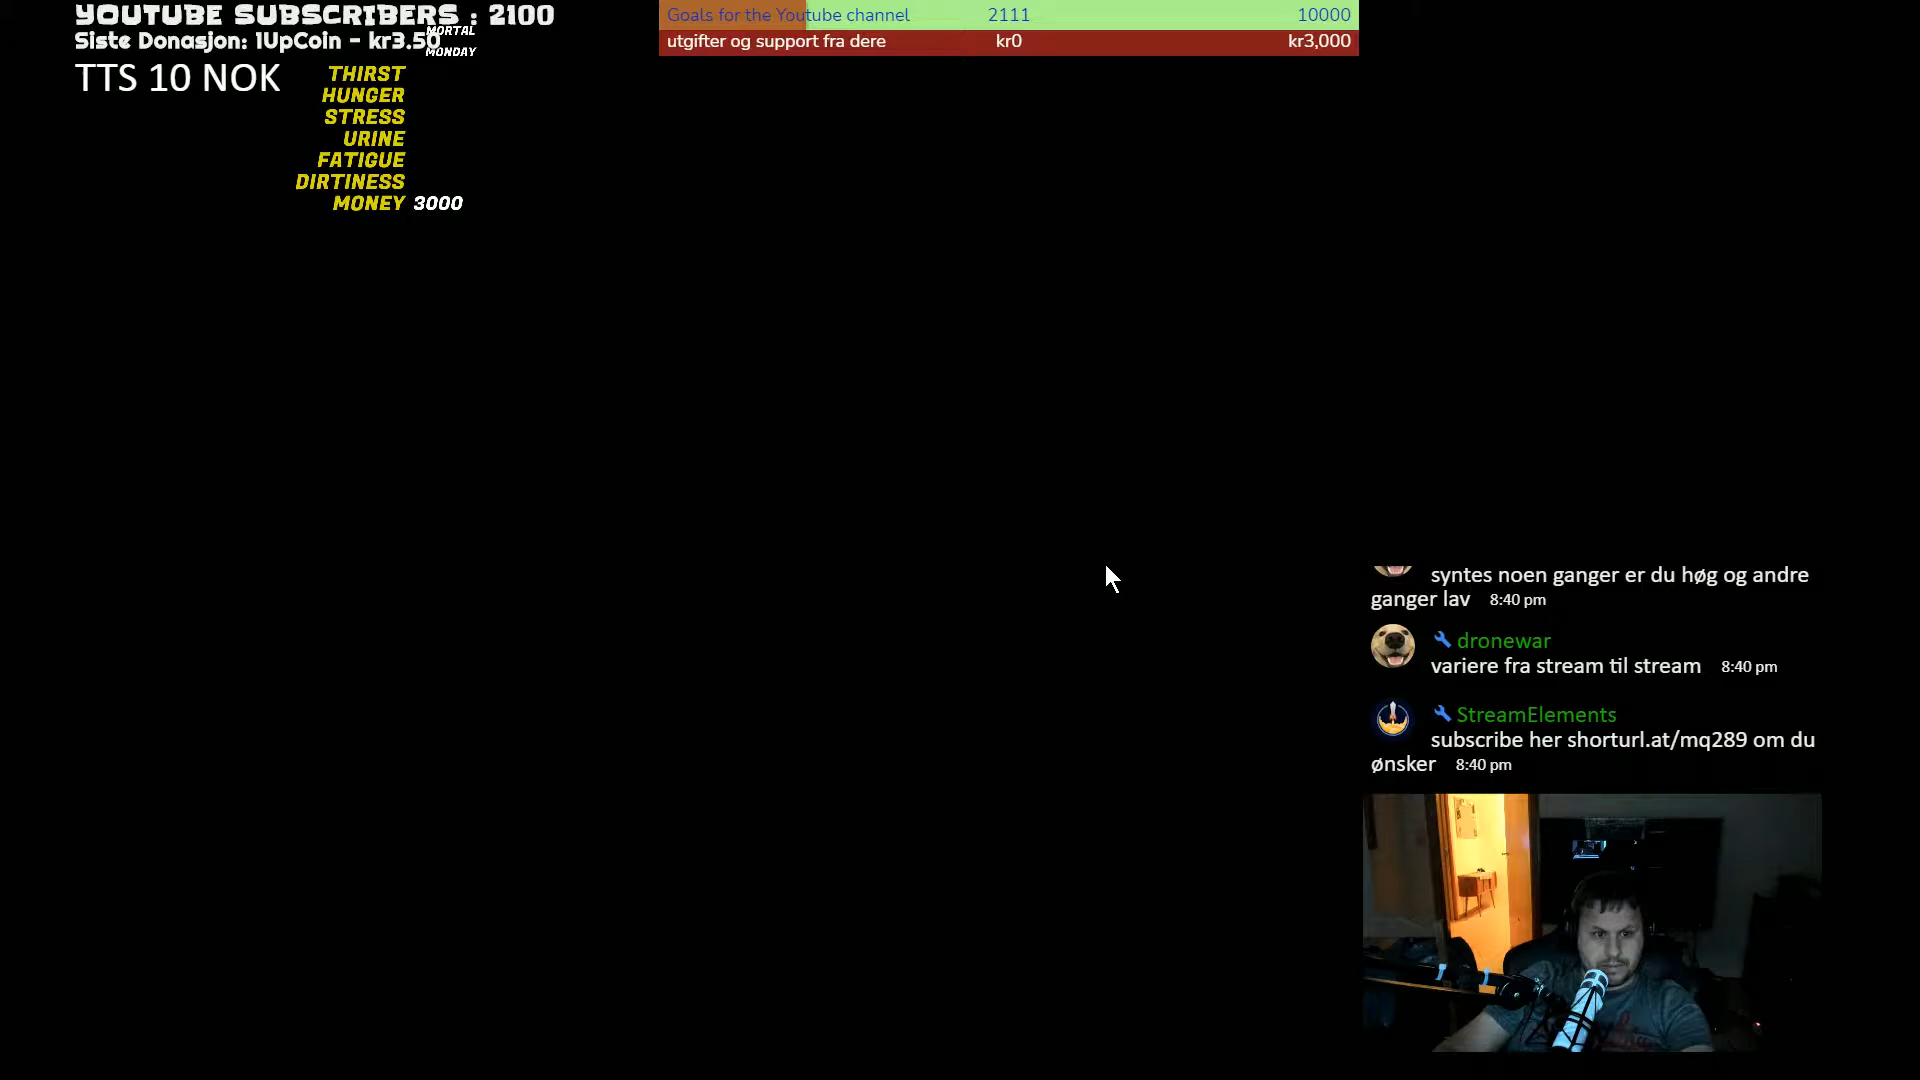 YOUTUBE SUBSCRIBERS : 2100
Siste Donasjon: 1UpCoin - kr3.50
TTS 10 NOK
MORTAL
MONDAY
THIRST
HUNGER
STRESS
URINE
FATIGUE
DIRTINESS
MONEY 3000
Goals for the Youtube channel 2111 10000
utgifter og support fra dere kr0 kr3,000
syntes noen ganger er du høg og andre
ganger lav 8:40 pm
dronewar
variere fra stream til stream 8:40 pm
StreamElements
subscribe her shorturl.at/mq289 om du
ønsker 8:40 pm